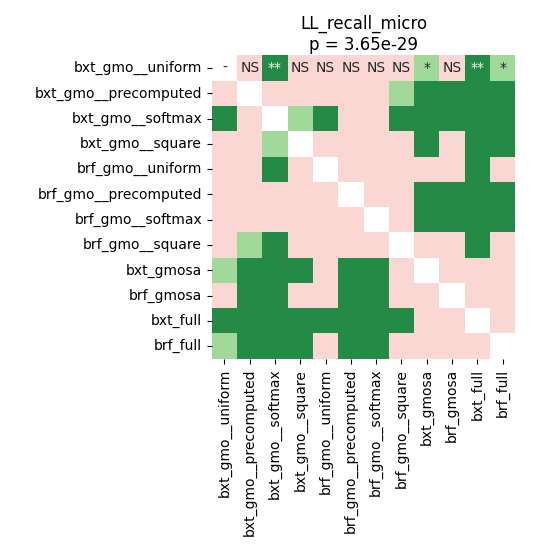 LL_recall_micro
p = 3.65e-29
bxt_gmo__uniform - NS ** NS NS NS NS NS * NS ** *
bxt_gmo__precomputed
bxt_gmo__softmax
bxt_gmo__square
brf_gmo__uniform
brf_gmo__precomputed
brf_gmo__softmax
brf_gmo__square
bxt_gmosa
brf_gmosa
bxt_full
brf_full
bxt_gmo__uniform
bxt_gmo__precomputed
bxt_gmo__softmax
bxt_gmo__square
brf_gmo__uniform
brf_gmo__precomputed
brf_gmo__softmax
brf_gmo__square
bxt_gmosa
brf_gmosa
bxt_full
brf_full